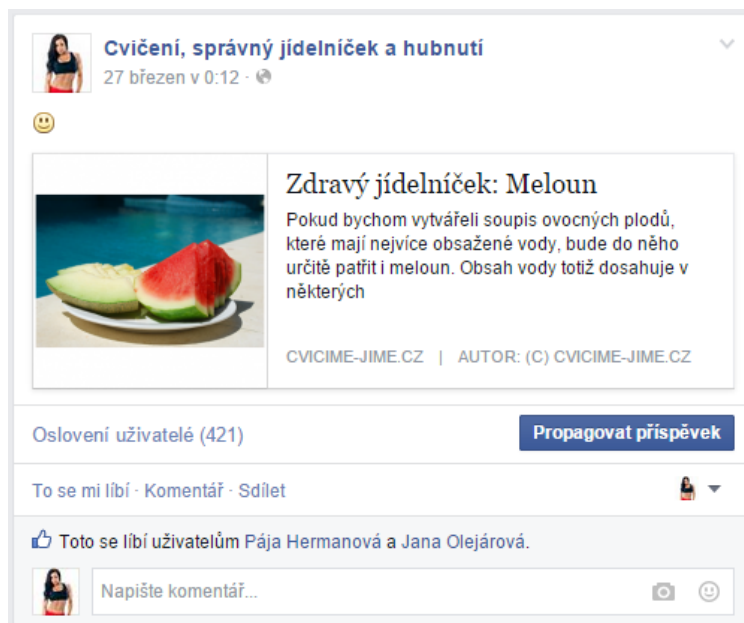 Cvičení, správný jídelníček a hubnutí
27 březen v 0:12 ·
Zdravý jídelníček: Meloun
Pokud bychom vytvářeli soupis ovocných plodů,
které mají nejvíce obsažené vody, bude do něho
určitě patřit i meloun. Obsah vody totiž dosahuje v
některých
CVICIME-JIME.CZ | AUTOR: (C) CVICIME-JIME.CZ
Oslovení uživatelé (421)
Propagovat příspěvek
To se mi líbí · Komentář · Sdílet
Toto se líbí uživatelům Pája Hermanová a Jana Olejárová.
Napište komentář...